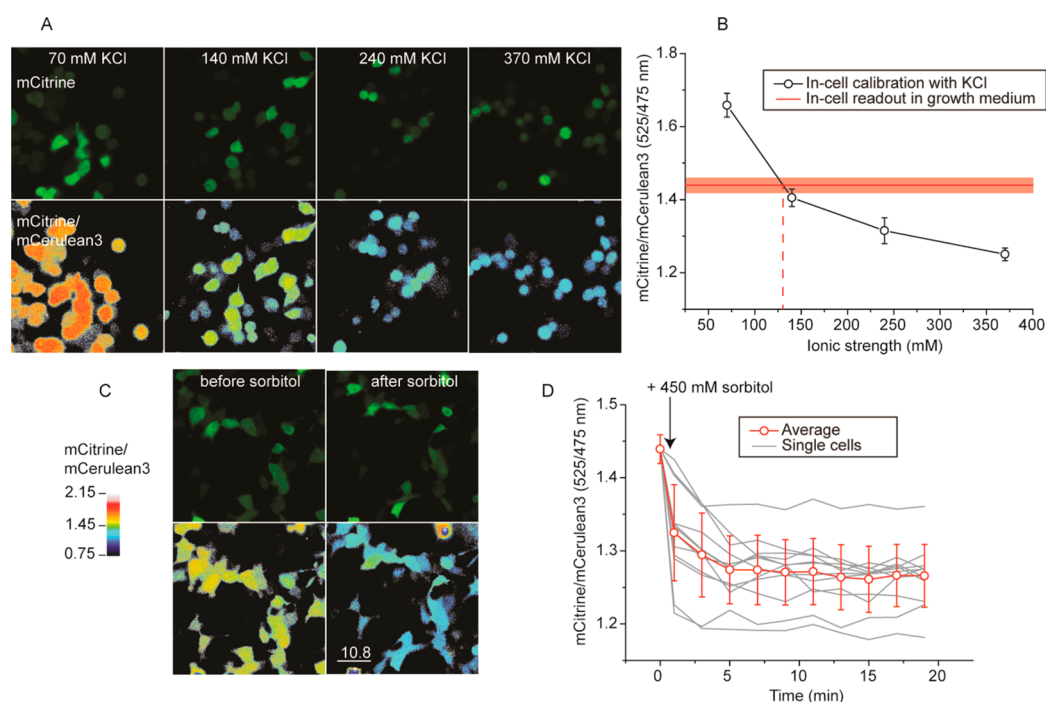 A
70 mM KCl
140 mM KCl
240 mM KCl
370 mM KCl
mCitrine
mCitrine/
mCerulean3
B
1.8
1.6
1.4
1.2
mCitrine/mCerulean3 (525/475 nm)
In-cell calibration with KCl
In-cell readout in growth medium
50 100 150 200 250 300 350 400
Ionic strength (mM)
C
before sorbitol
after sorbitol
mCitrine/
mCerulean3
2.15
1.45
0.75
10.8
D
+ 450 mM sorbitol
1.5
1.4
1.3
1.2
mCitrine/mCerulean3 (525/475 nm)
Average
Single cells
0 5 10 15 20
Time (min)